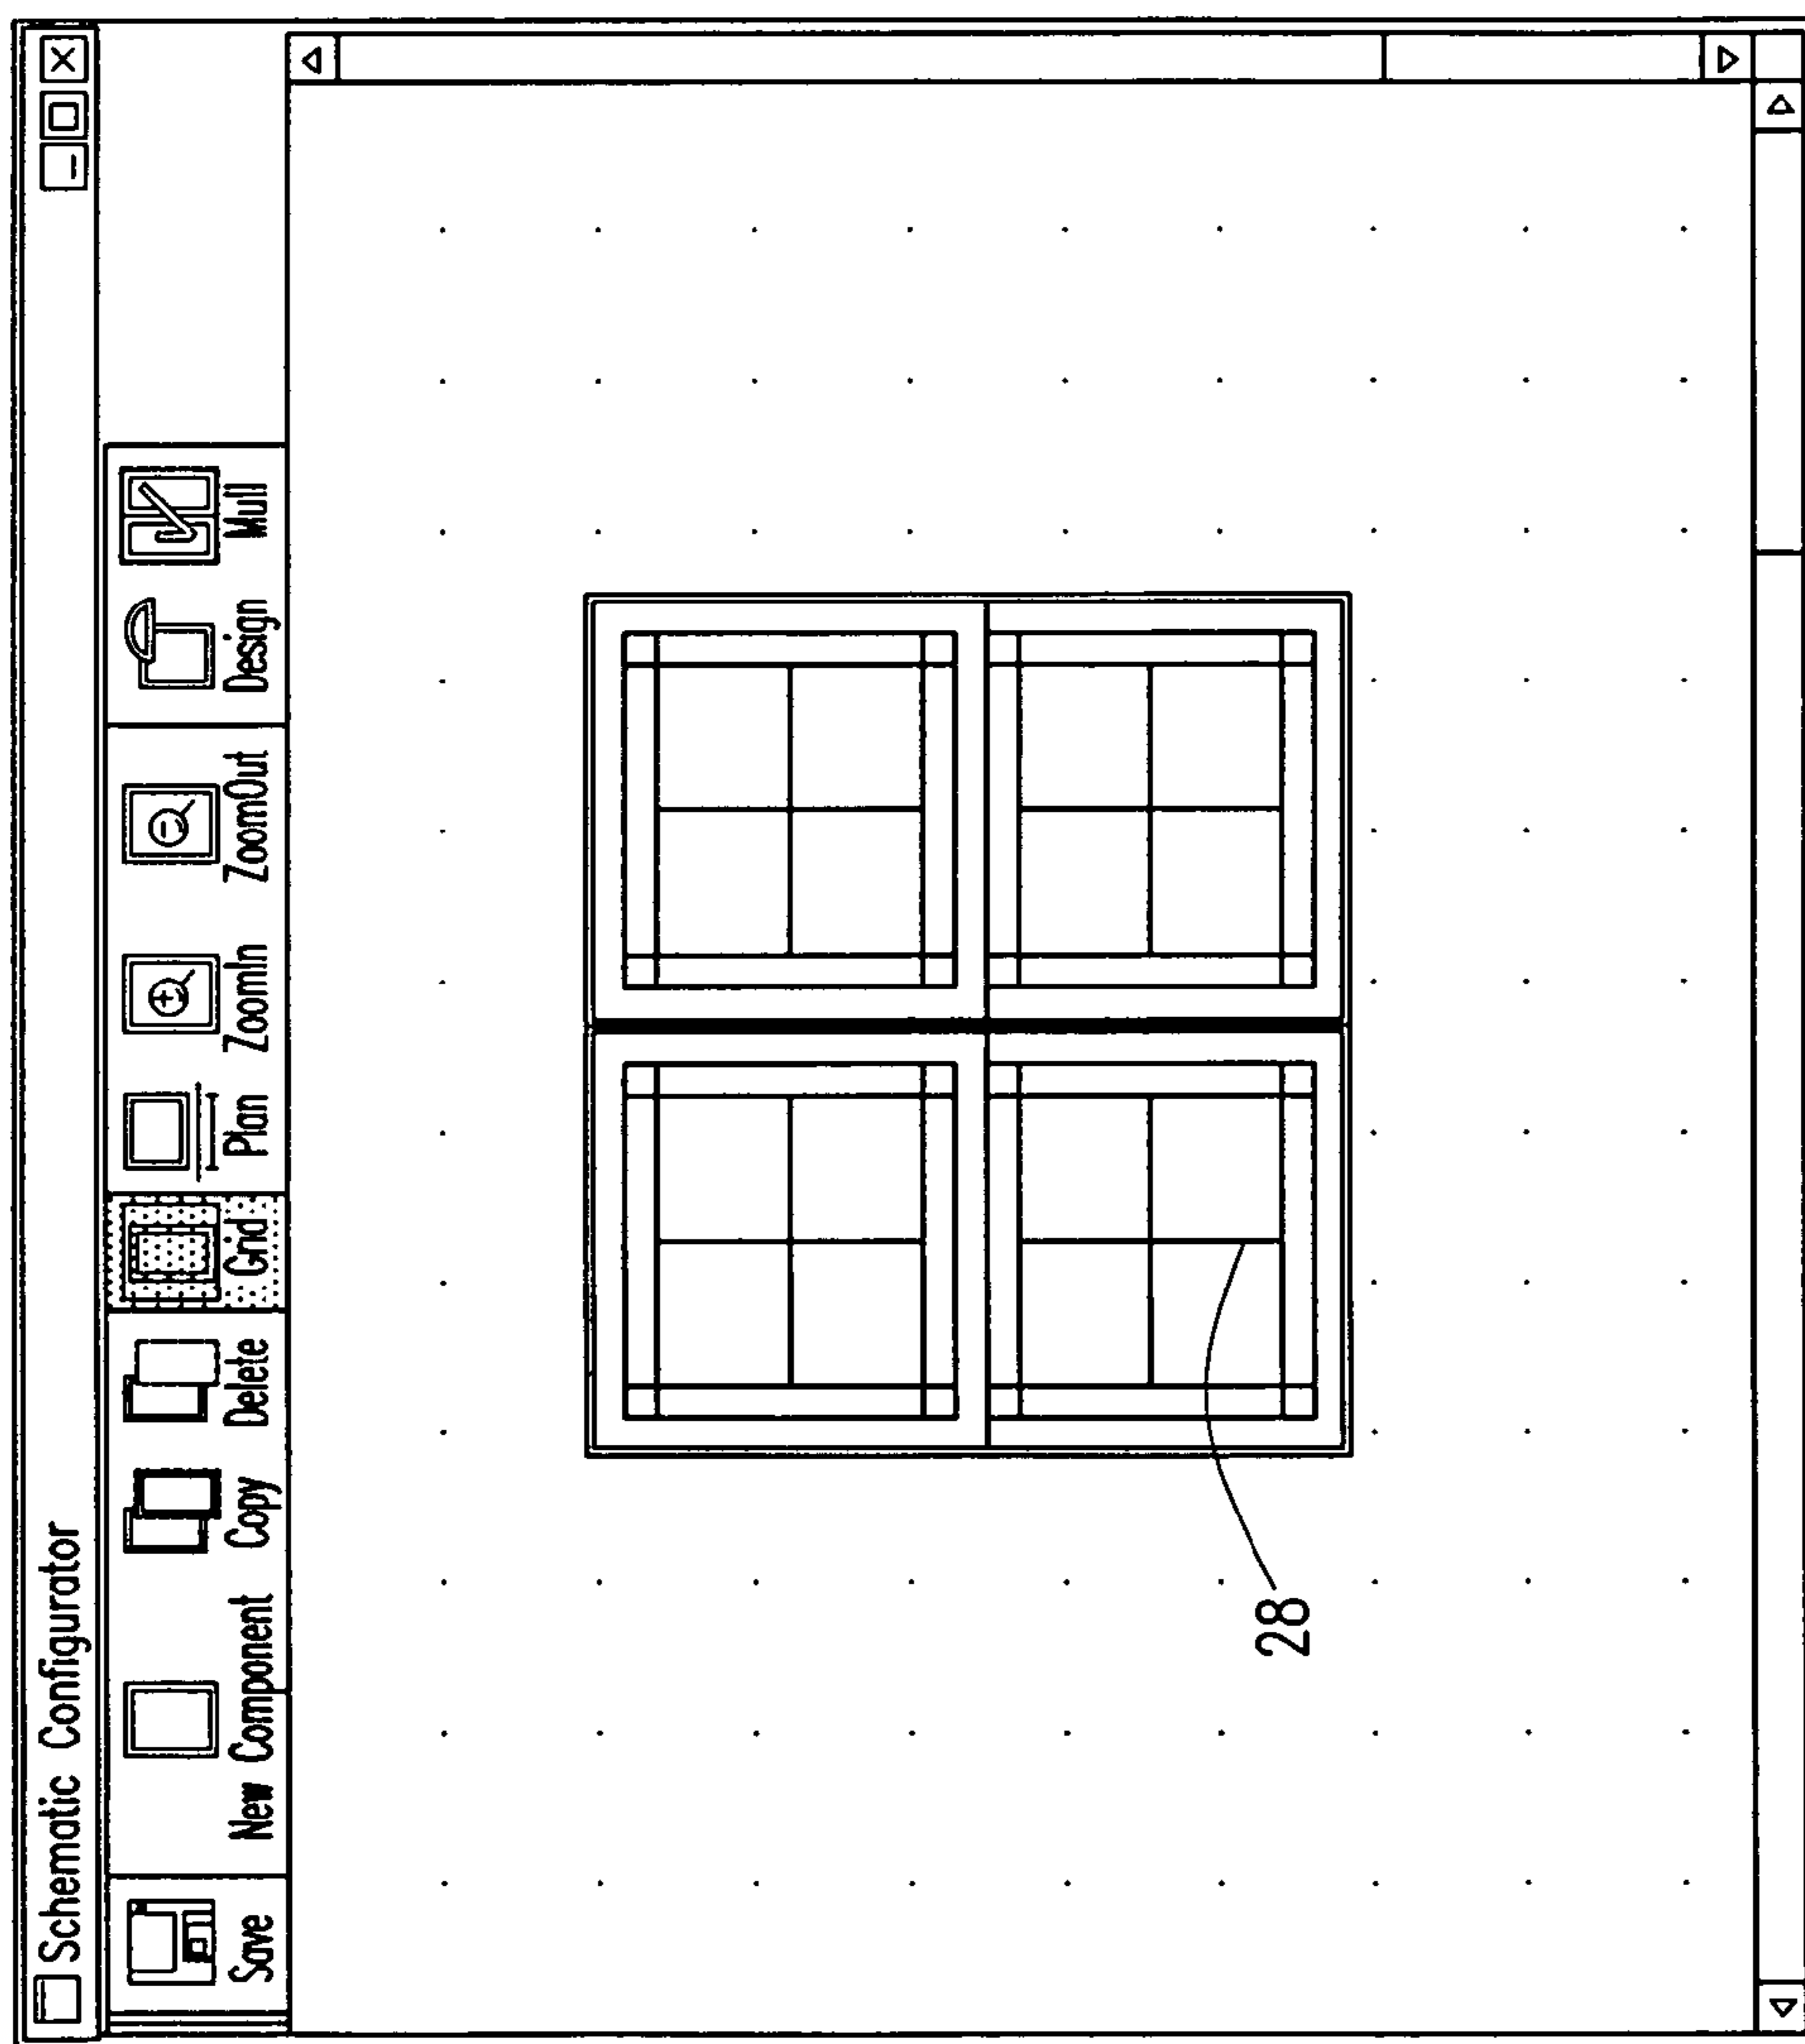 Schematic Configurator
Save New Component Copy Delete Grid Plan ZoomIn ZoomOut Design Mull
28